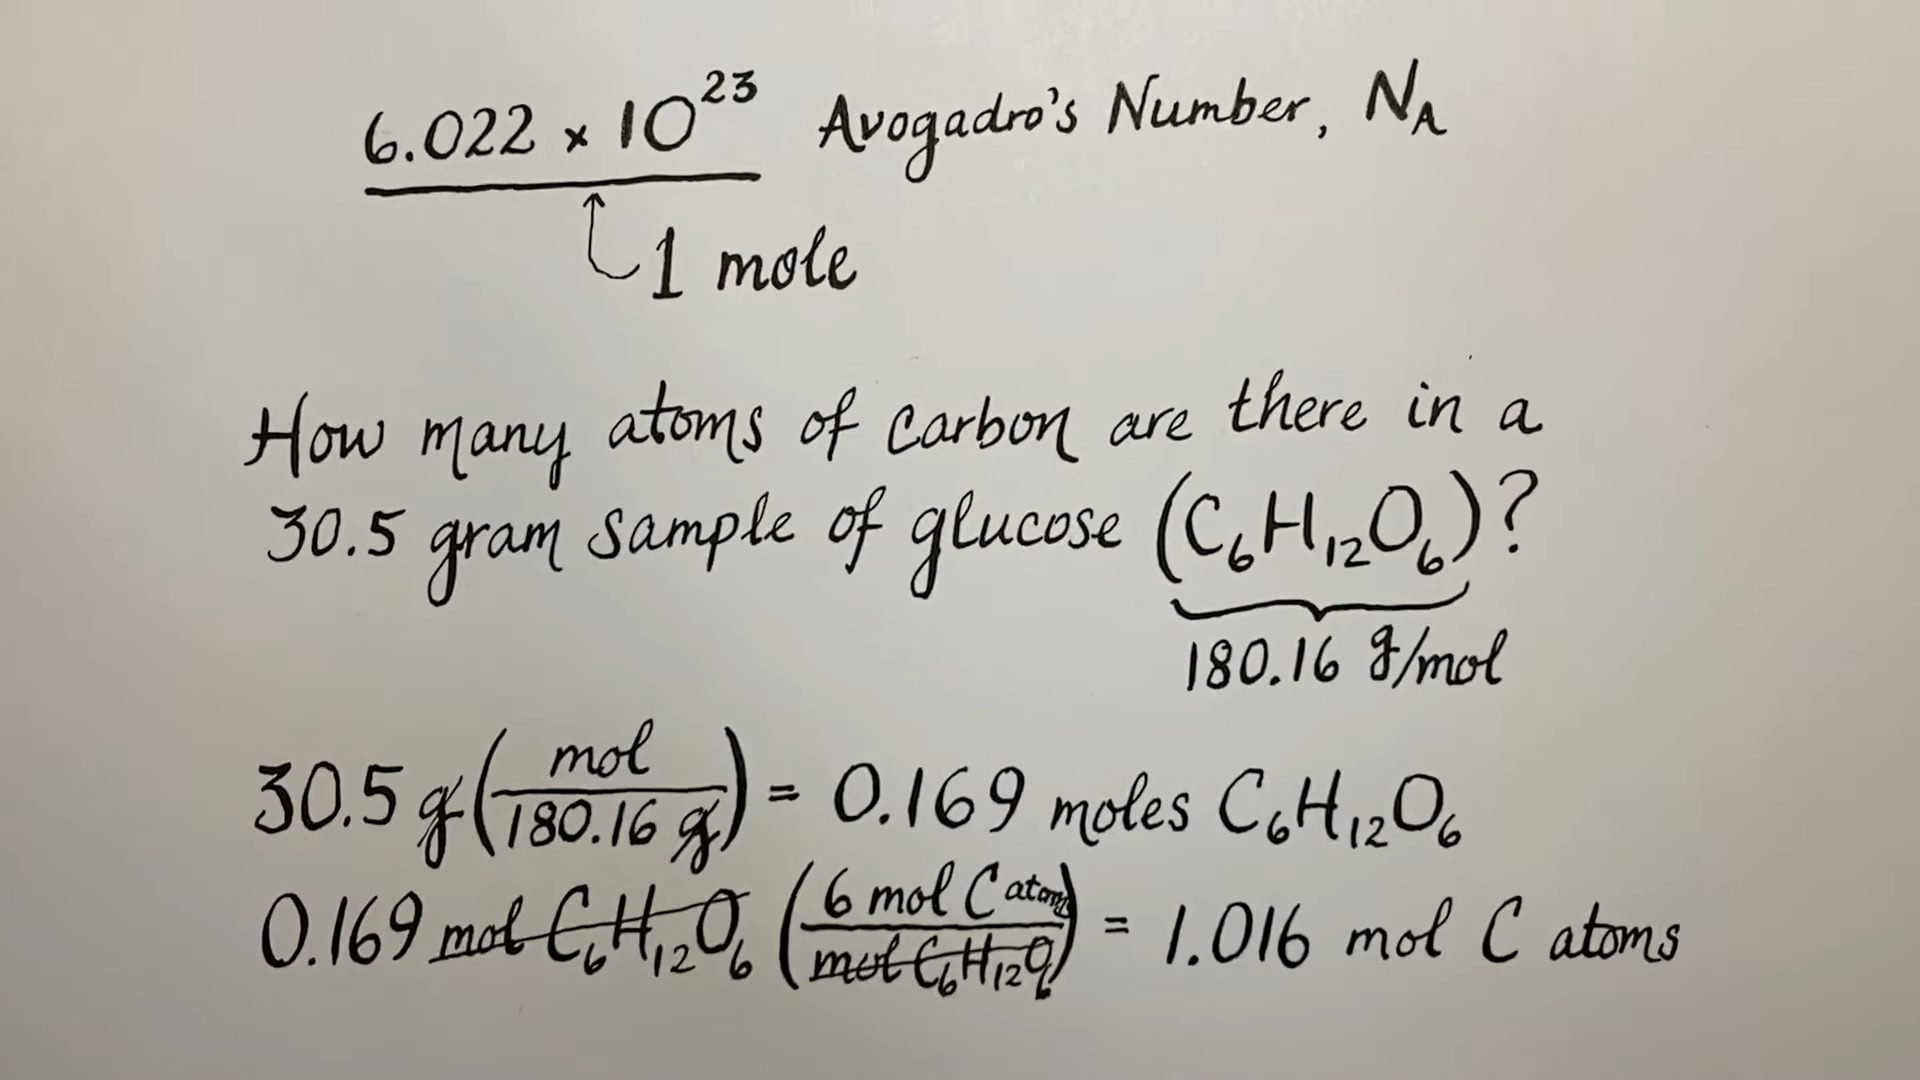 6.022 × 10²³ Avogadro's Number, Nₐ
1 mole
How many atoms of carbon are there in a
30.5 gram sample of glucose (C₆H₁₂O₆)?
180.16 g/mol
30.5 g (mol / 180.16 g) = 0.169 moles C₆H₁₂O₆
0.169 mol C₆H₁₂O₆ (6 mol C atoms / mol C₆H₁₂O₆) = 1.016 mol C atoms